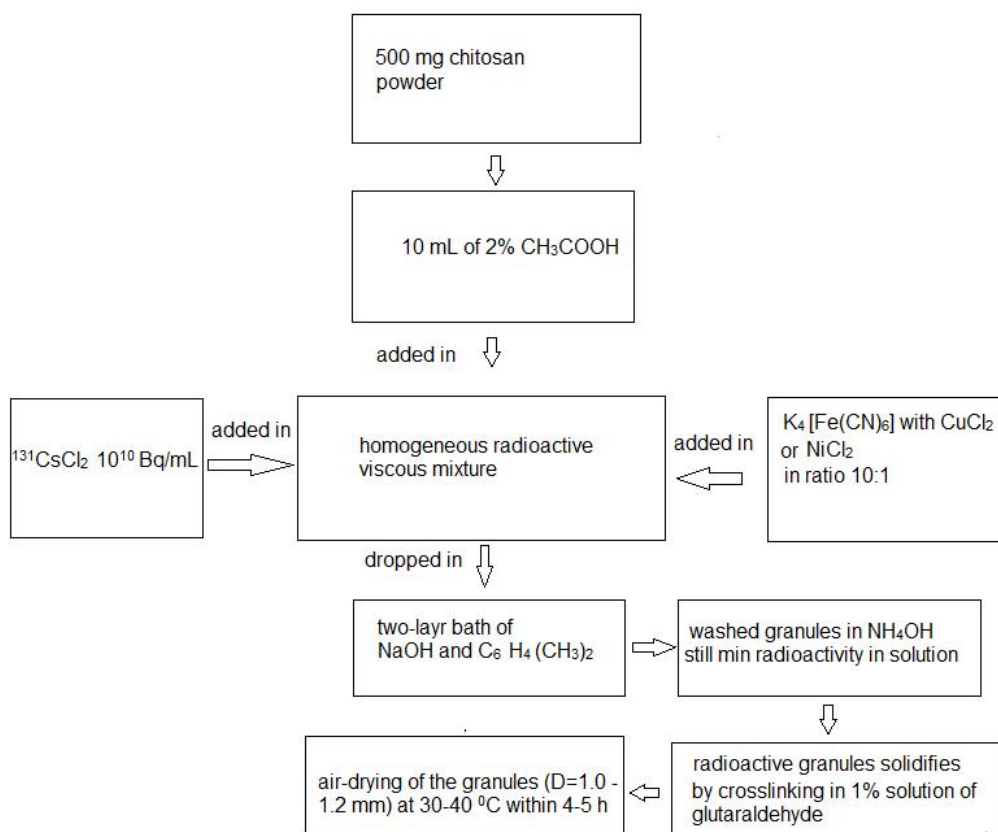 500 mg chitosan
powder
10 mL of 2% CH₃COOH
added in
¹³¹CsCl₂ 10¹⁰ Bq/mL
added in
homogeneous radioactive
viscous mixture
added in
K₄ [Fe(CN)₆] with CuCl₂
or NiCl₂
in ratio 10:1
dropped in
two-layr bath of
NaOH and C₆ H₄ (CH₃)₂
washed granules in NH₄OH
still min radioactivity in solution
radioactive granules solidifies
by crosslinking in 1% solution of
glutaraldehyde
air-drying of the granules (D=1.0 -
1.2 mm) at 30-40 ⁰C within 4-5 h